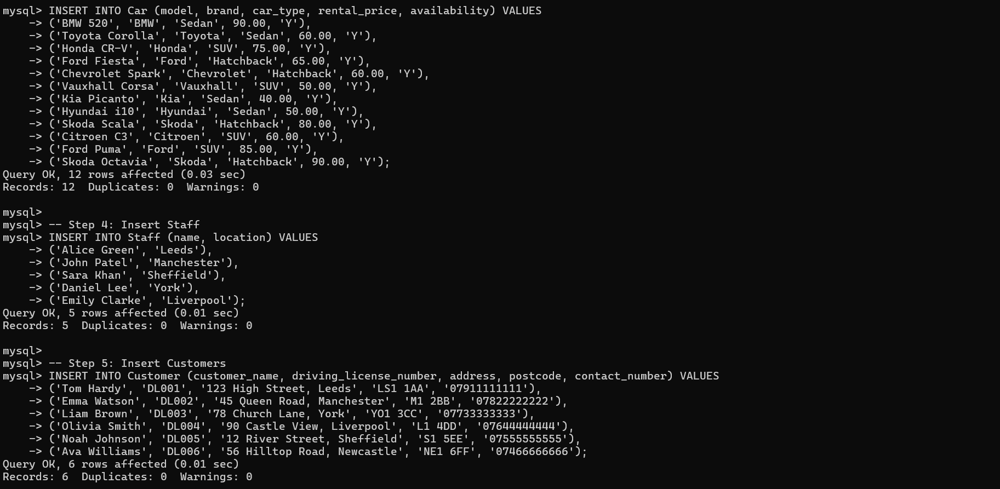 mysql> INSERT INTO Car (model, brand, car_type, rental_price, availability) VALUES
    -> ('BMW 520', 'BMW', 'Sedan', 90.00, 'Y'),
    -> ('Toyota Corolla', 'Toyota', 'Sedan', 60.00, 'Y'),
    -> ('Honda CR-V', 'Honda', 'SUV', 75.00, 'Y'),
    -> ('Ford Fiesta', 'Ford', 'Hatchback', 65.00, 'Y'),
    -> ('Chevrolet Spark', 'Chevrolet', 'Hatchback', 60.00, 'Y'),
    -> ('Vauxhall Corsa', 'Vauxhall', 'SUV', 50.00, 'Y'),
    -> ('Kia Picanto', 'Kia', 'Sedan', 40.00, 'Y'),
    -> ('Hyundai i10', 'Hyundai', 'Sedan', 50.00, 'Y'),
    -> ('Skoda Scala', 'Skoda', 'Hatchback', 80.00, 'Y'),
    -> ('Citroen C3', 'Citroen', 'SUV', 60.00, 'Y'),
    -> ('Ford Puma', 'Ford', 'SUV', 85.00, 'Y'),
    -> ('Skoda Octavia', 'Skoda', 'Hatchback', 90.00, 'Y');
Query OK, 12 rows affected (0.03 sec)
Records: 12  Duplicates: 0  Warnings: 0

mysql>
mysql> -- Step 4: Insert Staff
mysql> INSERT INTO Staff (name, location) VALUES
    -> ('Alice Green', 'Leeds'),
    -> ('John Patel', 'Manchester'),
    -> ('Sara Khan', 'Sheffield'),
    -> ('Daniel Lee', 'York'),
    -> ('Emily Clarke', 'Liverpool');
Query OK, 5 rows affected (0.01 sec)
Records: 5  Duplicates: 0  Warnings: 0

mysql>
mysql> -- Step 5: Insert Customers
mysql> INSERT INTO Customer (customer_name, driving_license_number, address, postcode, contact_number) VALUES
    -> ('Tom Hardy', 'DL001', '123 High Street, Leeds', 'LS1 1AA', '07911111111'),
    -> ('Emma Watson', 'DL002', '45 Queen Road, Manchester', 'M1 2BB', '07822222222'),
    -> ('Liam Brown', 'DL003', '78 Church Lane, York', 'YO1 3CC', '07733333333'),
    -> ('Olivia Smith', 'DL004', '90 Castle View, Liverpool', 'L1 4DD', '07644444444'),
    -> ('Noah Johnson', 'DL005', '12 River Street, Sheffield', 'S1 5EE', '07555555555'),
    -> ('Ava Williams', 'DL006', '56 Hilltop Road, Newcastle', 'NE1 6FF', '07466666666');
Query OK, 6 rows affected (0.01 sec)
Records: 6  Duplicates: 0  Warnings: 0